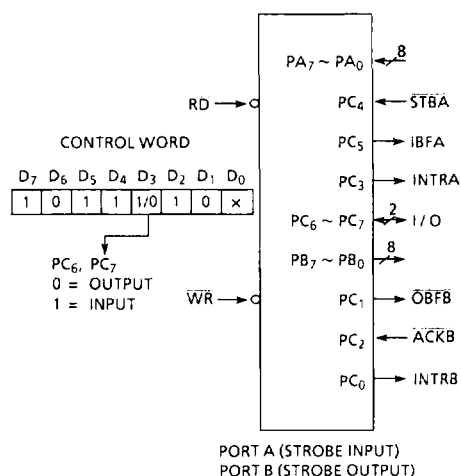 PA7 ~ PA0
8
RD
PC4
STBA
PC5
IBFA
CONTROL WORD
PC3
INTRA
D7 D6 D5 D4 D3 D2 D1 D0
1 0 1 1 1/0 1 0 x
PC6 ~ PC7
2
I/O
PC6, PC7
0 = OUTPUT
1 = INPUT
PB7 ~ PB0
8
WR
PC1
OBFB
PC2
ACKB
PC0
INTRB
PORT A (STROBE INPUT)
PORT B (STROBE OUTPUT)